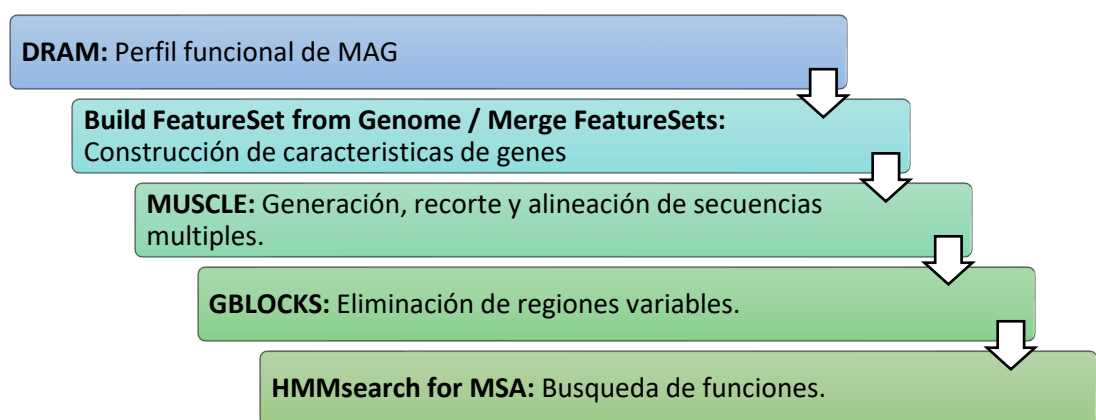 DRAM: Perfil funcional de MAG
Build FeatureSet from Genome / Merge FeatureSets:
Construcción de caracteristicas de genes
MUSCLE: Generación, recorte y alineación de secuencias
multiples.
GBLOCKS: Eliminación de regiones variables.
HMMsearch for MSA: Busqueda de funciones.